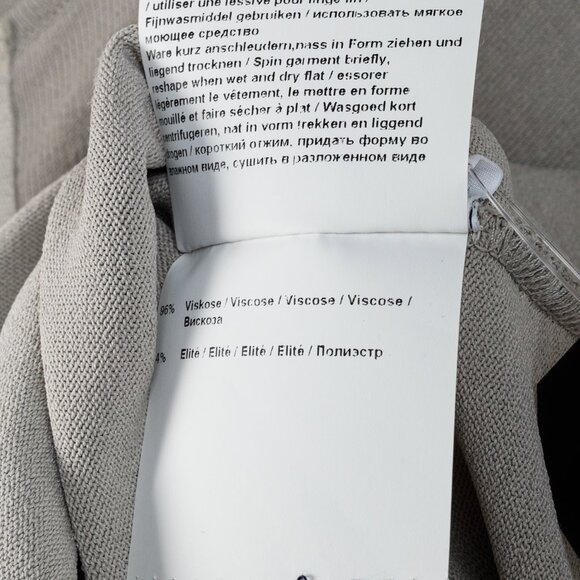 / utiliser une lessive pour linge fin /
Fijnwasmiddel gebruiken / использовать мягкое
моющее средство
Ware kurz anschleudern,nass in Form ziehen und
liegend trocknen / Spin garment briefly,
reshape when wet and dry flat / essorer
légèrement le vêtement, le mettre en forme
mouillé et faire sécher à plat / Wasgoed kort
centrifugeren, nat in vorm trekken en liggend
drogen / короткий отжим. придать форму во
влажном виде, сушить в разложенном виде
96% Viskose / Viscose / Viscose / Viscose /
Вискоза
4% Elité / Elité / Elité / Elité / Полиэстр